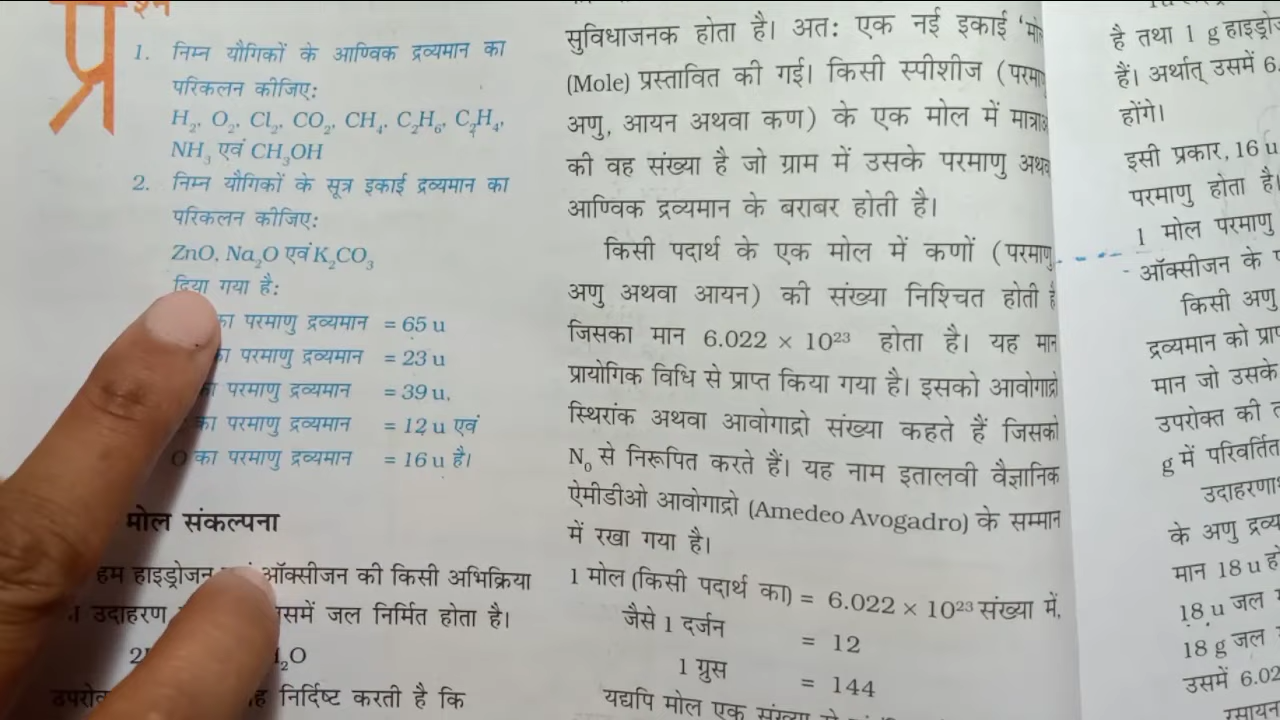 प्र
1. निम्न यौगिकों के आण्विक द्रव्यमान का
परिकलन कीजिए:
H₂, O₂, Cl₂, CO₂, CH₄, C₂H₆, C₂H₄,
NH₃ एवं CH₃OH
2. निम्न यौगिकों के सूत्र इकाई द्रव्यमान का
परिकलन कीजिए:
ZnO, Na₂O एवं K₂CO₃
दिया गया है:
का परमाणु द्रव्यमान = 65 u
का परमाणु द्रव्यमान = 23 u
का परमाणु द्रव्यमान = 39 u,
का परमाणु द्रव्यमान = 12 u एवं
O का परमाणु द्रव्यमान = 16 u है।
मोल संकल्पना
हम हाइड्रोजन ऑक्सीजन की किसी अभिक्रिया
उदाहरण जल निर्मित होता है।
उपरोक्त निर्दिष्ट करती है कि
सुविधाजनक होता है। अत: एक नई इकाई 'मोल
(Mole) प्रस्तावित की गई। किसी स्पीशीज (परमाणु
अणु, आयन अथवा कण) के एक मोल में मात्राओं
की वह संख्या है जो ग्राम में उसके परमाणु अथवा
आण्विक द्रव्यमान के बराबर होती है।
किसी पदार्थ के एक मोल में कणों (परमाणु,
अणु अथवा आयन) की संख्या निश्चित होती है
जिसका मान 6.022 × 10²³ होता है। यह मान
प्रायोगिक विधि से प्राप्त किया गया है। इसको आवोगाद्रो
स्थिरांक अथवा आवोगाद्रो संख्या कहते हैं जिसको
N₀ से निरूपित करते हैं। यह नाम इतालवी वैज्ञानिक
ऐमीडीओ आवोगाद्रो (Amedeo Avogadro) के सम्मान
में रखा गया है।
1 मोल (किसी पदार्थ का) = 6.022 × 10²³ संख्या में,
जैसे 1 दर्जन = 12
1 ग्रुस = 144
यद्यपि मोल एक संख्या से
है तथा 1 g
हैं। अर्थात् उसमें 6.
होंगे।
इसी प्रकार, 16 u
परमाणु होता है।
1 मोल परमाणु
ऑक्सीजन के
किसी अणु
द्रव्यमान को
मान जो उसके
उपरोक्त की
g में परिवर्तित
के अणु
मान 18 u
18 u जल
18 g जल
उसमें 6.02